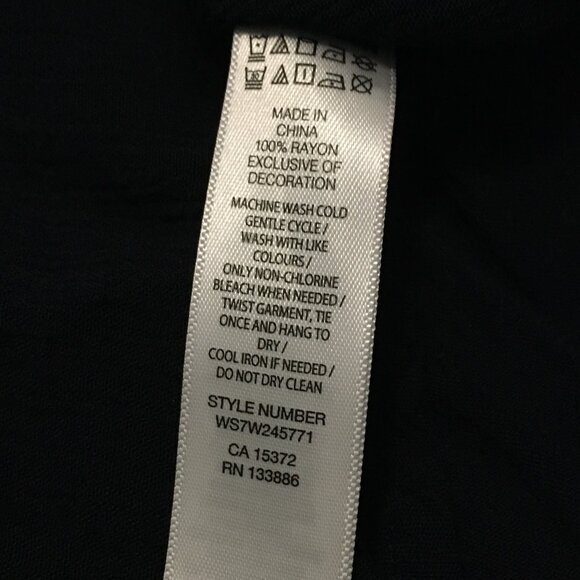 MADE IN
CHINA
100% RAYON
EXCLUSIVE OF
DECORATION
MACHINE WASH COLD
GENTLE CYCLE /
WASH WITH LIKE
COLOURS /
ONLY NON-CHLORINE
BLEACH WHEN NEEDED /
TWIST GARMENT, TIE
ONCE AND HANG TO
DRY /
COOL IRON IF NEEDED /
DO NOT DRY CLEAN
STYLE NUMBER
WS7W245771
CA 15372
RN 133886